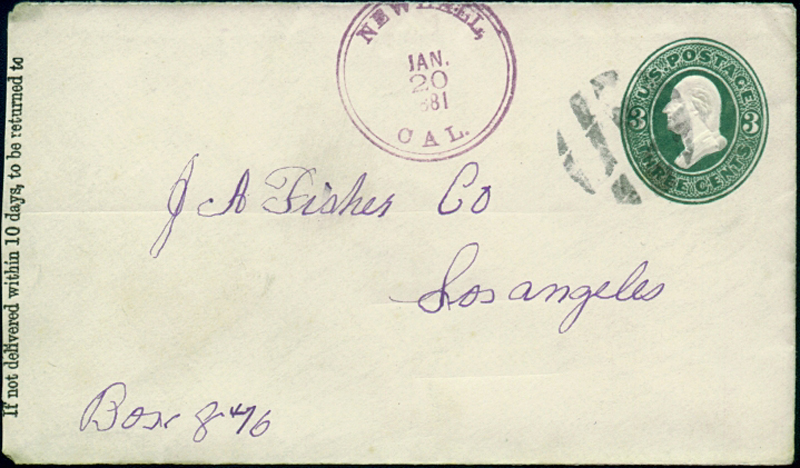 If not delivered within 10 days, to be returned to
NEWHALL,
JAN.
20
881
CAL.
U.S. POSTAGE
3 3
THREE CENTS
J A Fisher Co
Los angeles
Box 846